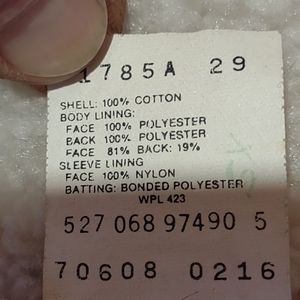 1785A 29
SHELL: 100% COTTON
BODY LINING:
FACE 100% POLYESTER
BACK 100% POLYESTER
FACE 81% BACK: 19%
SLEEVE LINING
FACE 100% NYLON
BATTING: BONDED POLYESTER
WPL 423
527 068 97490 5
70608 0216